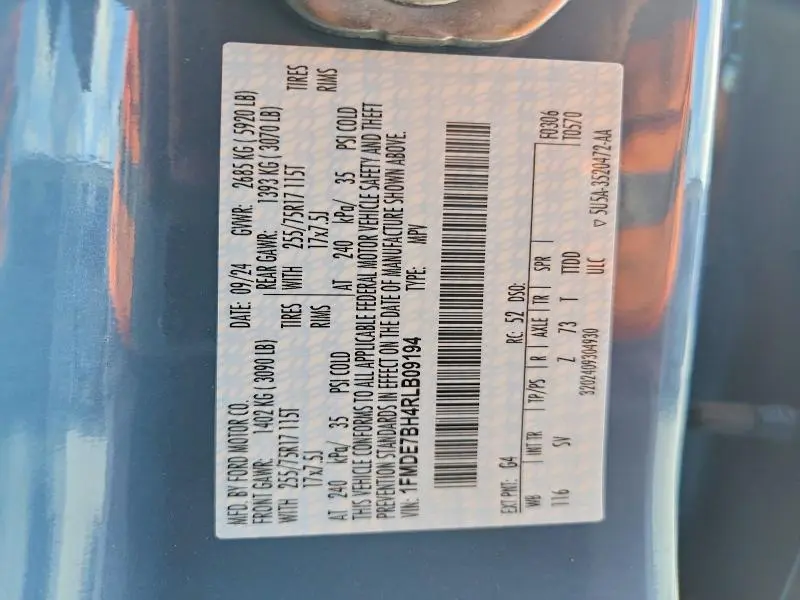 MFD. BY FORD MOTOR CO. DATE: 09/24 GVWR: 2685 KG ( 5920 LB)
FRONT GAWR: 1402 KG ( 3090 LB) REAR GAWR: 1393 KG ( 3070 LB)
WITH 255/75R17 115T TIRES WITH 255/75R17 115T TIRES
17x7.5J RIMS 17x7.5J RIMS
AT 240 kPa/ 35 PSI COLD AT 240 kPa/ 35 PSI COLD
THIS VEHICLE CONFORMS TO ALL APPLICABLE FEDERAL MOTOR VEHICLE SAFETY AND THEFT
PREVENTION STANDARDS IN EFFECT ON THE DATE OF MANUFACTURE SHOWN ABOVE.
VIN: 1FMDE7BH4RLB09194 TYPE: MPV
EXT PNT: G4 RC: 52 DSO: F0306
WB INT TR TP/PS R AXLE TR SPR T0570
116 SV Z 73 T TTDD
3202409304930 ULC ▽ 5U5A-3520472-AA